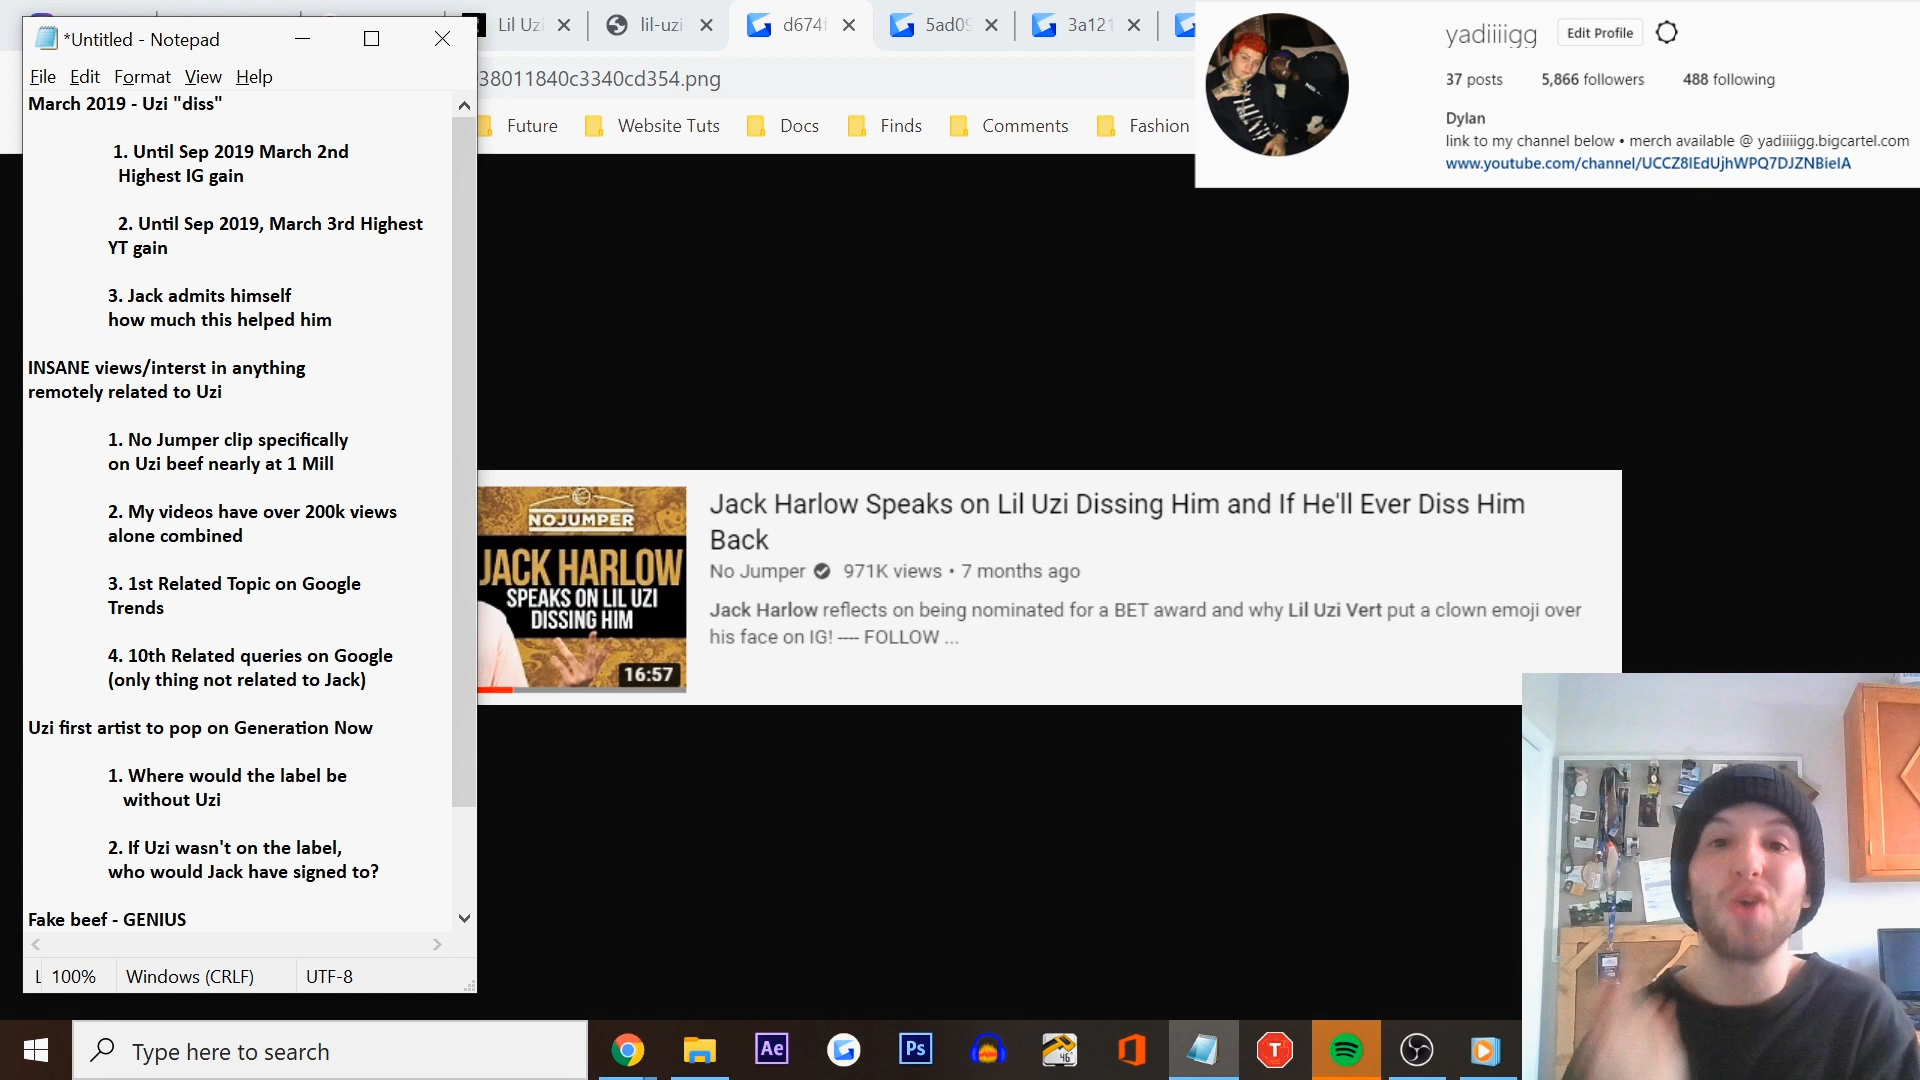 *Untitled - Notepad
File Edit Format View Help
March 2019 - Uzi "diss"
1. Until Sep 2019 March 2nd
Highest IG gain
2. Until Sep 2019, March 3rd Highest
YT gain
3. Jack admits himself
how much this helped him
INSANE views/interst in anything
remotely related to Uzi
1. No Jumper clip specifically
on Uzi beef nearly at 1 Mill
2. My videos have over 200k views
alone combined
3. 1st Related Topic on Google
Trends
4. 10th Related queries on Google
(only thing not related to Jack)
Uzi first artist to pop on Generation Now
1. Where would the label be
without Uzi
2. If Uzi wasn't on the label,
who would Jack have signed to?
Fake beef - GENIUS
L 100% Windows (CRLF) UTF-8
Lil Uzi lil-uzi- d674f 5ad09 3a121
38011840c3340cd354.png
Future Website Tuts Docs Finds Comments Fashion
yadiiiigg Edit Profile
37 posts 5,866 followers 488 following
Dylan
link to my channel below • merch available @ yadiiiigg.bigcartel.com
www.youtube.com/channel/UCCZ8lEdUjhWPQ7DJZNBielA
NOJUMPER
JACK HARLOW
SPEAKS ON LIL UZI
DISSING HIM
16:57
Jack Harlow Speaks on Lil Uzi Dissing Him and If He'll Ever Diss Him
Back
No Jumper 971K views • 7 months ago
Jack Harlow reflects on being nominated for a BET award and why Lil Uzi Vert put a clown emoji over
his face on IG! ---- FOLLOW ...
Type here to search
Ae
Ps
46°
T